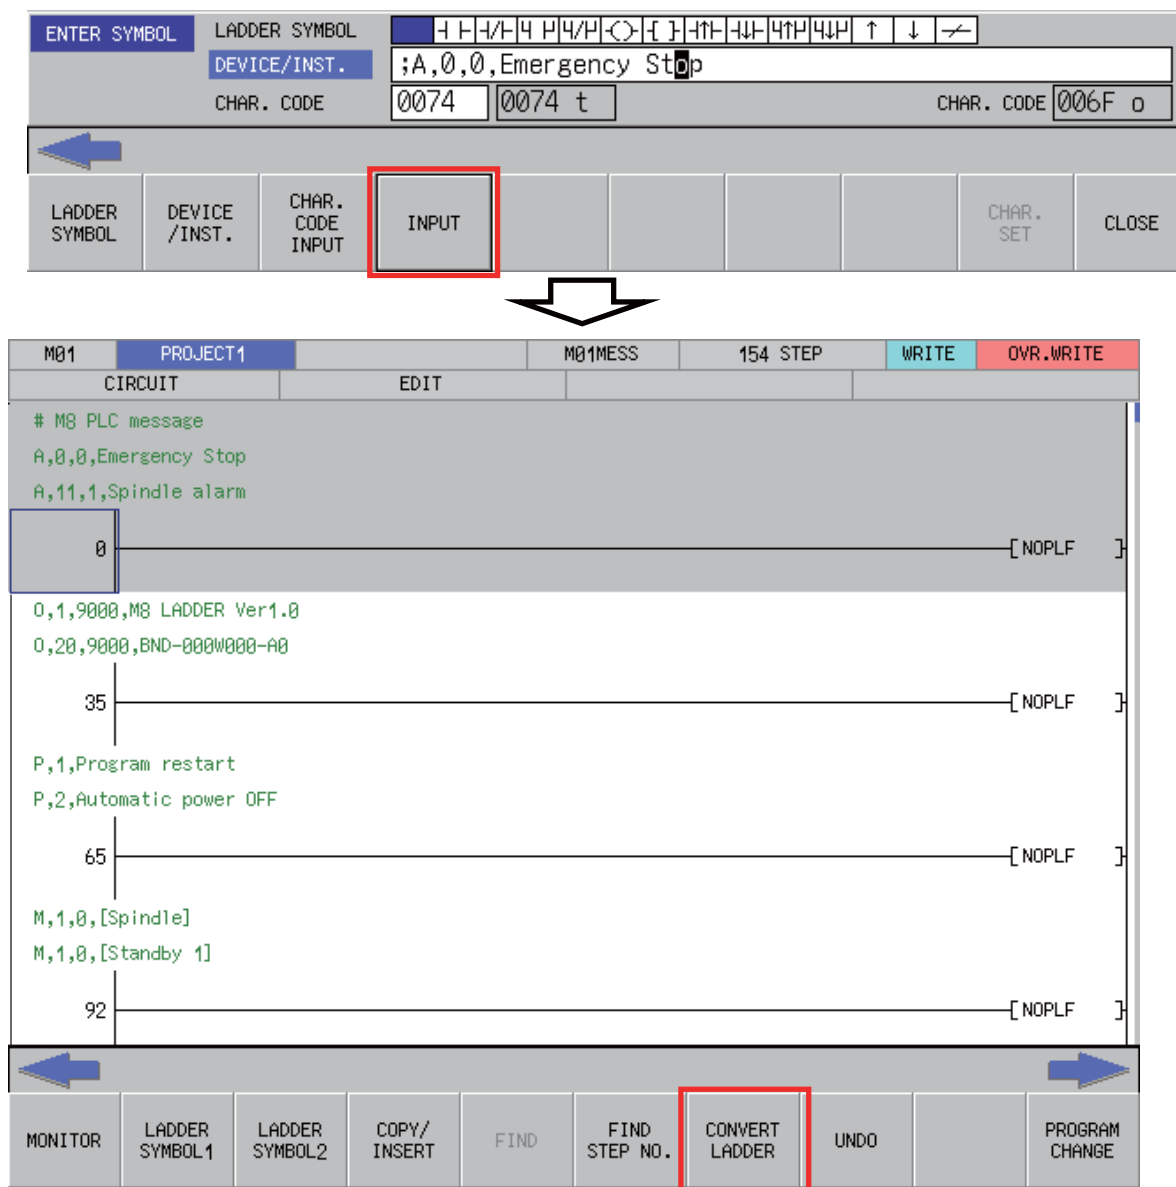 ENTER SYMBOL LADDER SYMBOL
DEVICE/INST. ;A,0,0,Emergency Stop
CHAR. CODE 0074 0074 t CHAR. CODE 006F o
LADDER SYMBOL DEVICE /INST. CHAR. CODE INPUT INPUT CHAR. SET CLOSE
M01 PROJECT1 M01MESS 154 STEP WRITE OVR.WRITE
CIRCUIT EDIT
# M8 PLC message
A,0,0,Emergency Stop
A,11,1,Spindle alarm
0 [ NOPLF ]
O,1,9000,M8 LADDER Ver1.0
O,20,9000,BND-000W000-A0
35 [ NOPLF ]
P,1,Program restart
P,2,Automatic power OFF
65 [ NOPLF ]
M,1,0,[Spindle]
M,1,0,[Standby 1]
92 [ NOPLF ]
MONITOR LADDER SYMBOL1 LADDER SYMBOL2 COPY/ INSERT FIND FIND STEP NO. CONVERT LADDER UNDO PROGRAM CHANGE